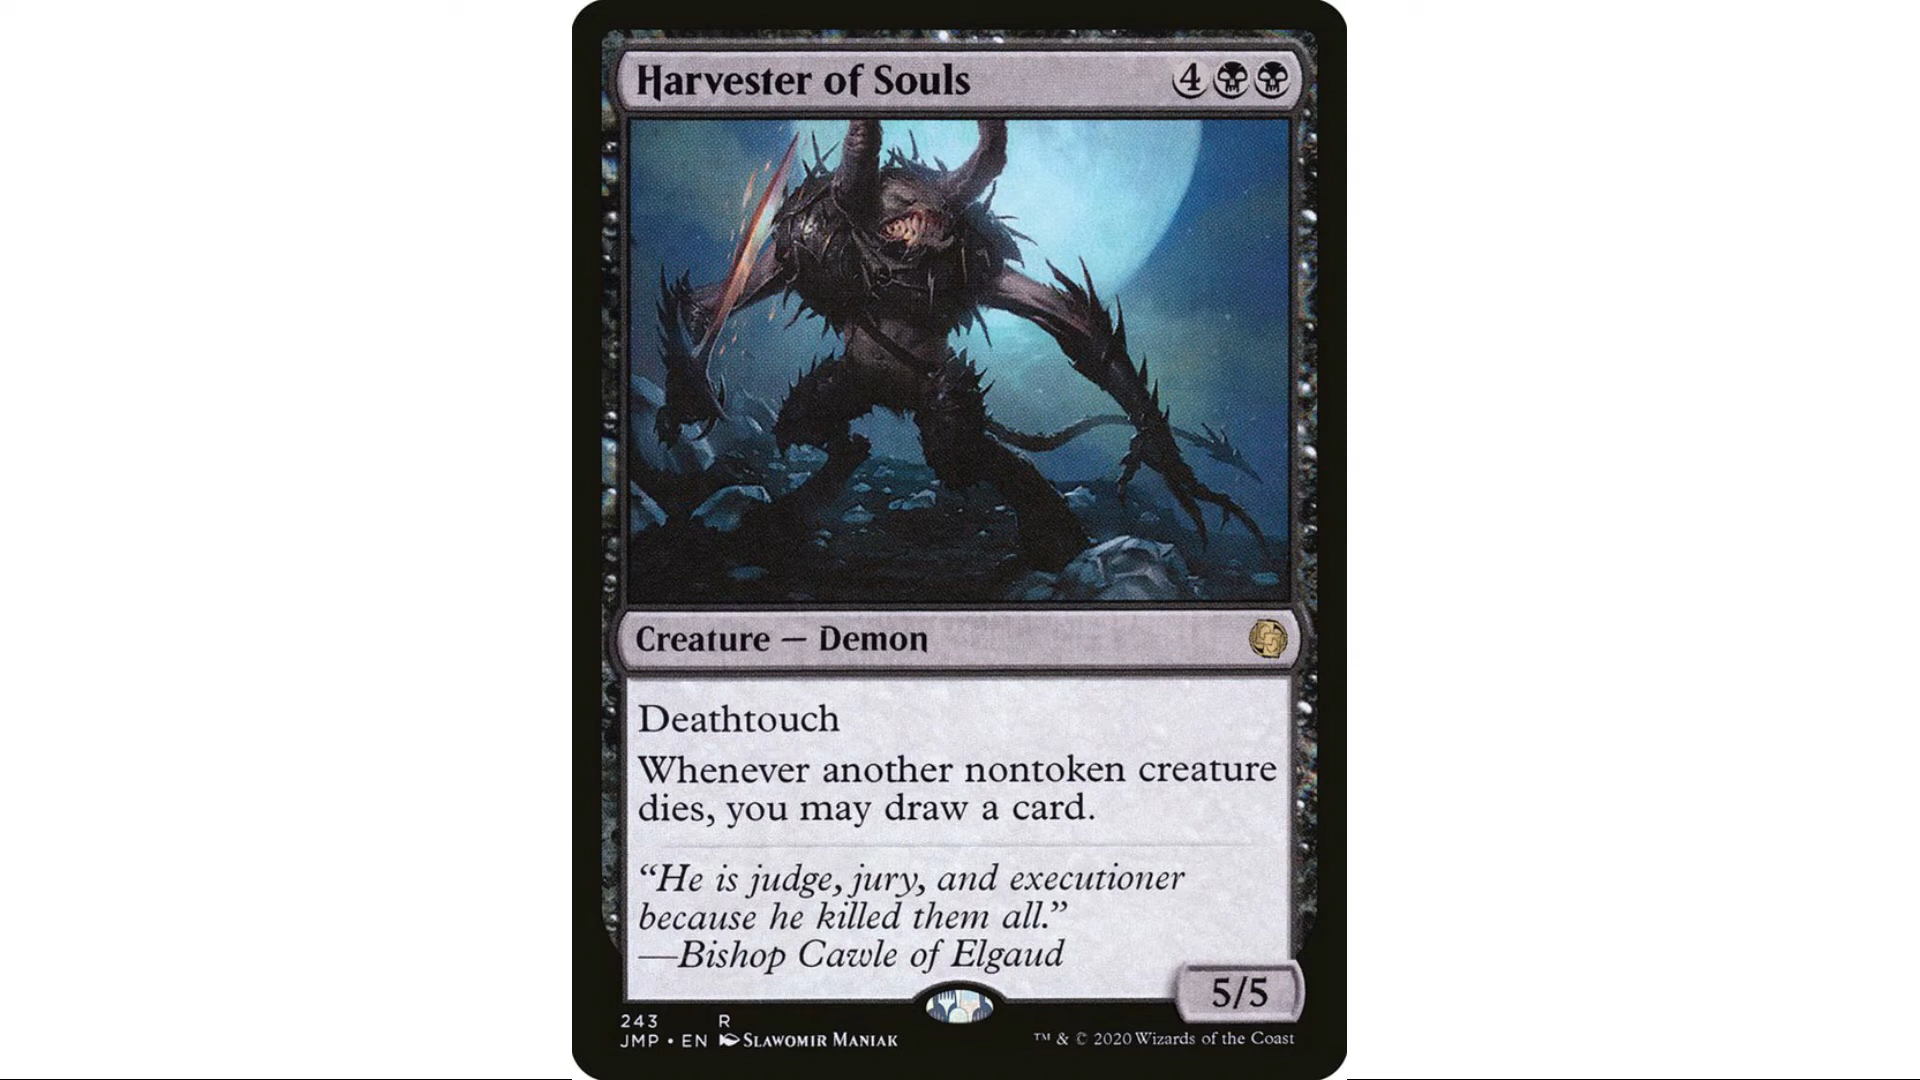 Harvester of Souls 4
Creature — Demon
Deathtouch
Whenever another nontoken creature
dies, you may draw a card.
“He is judge, jury, and executioner
because he killed them all.”
—Bishop Cawle of Elgaud
5/5
243 R
JMP • EN SLAWOMIR MANIAK
™ & © 2020 Wizards of the Coast